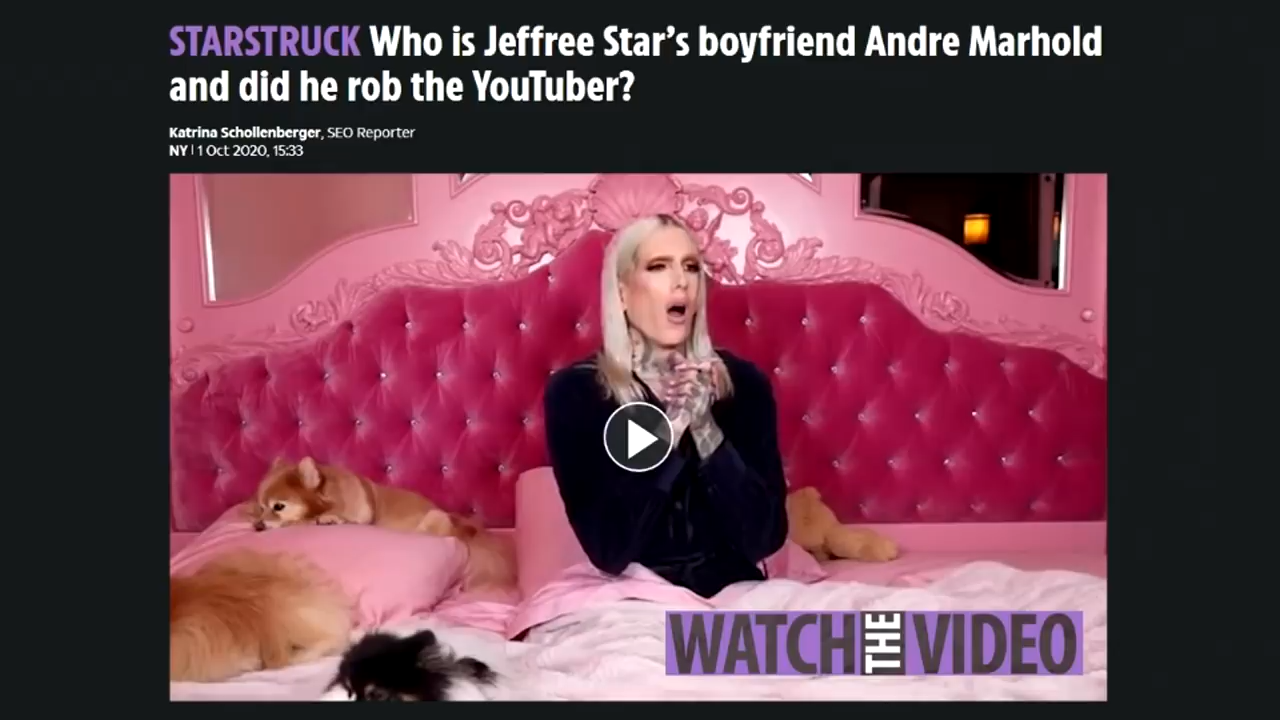 STARSTRUCK Who is Jeffree Star’s boyfriend Andre Marhold
and did he rob the YouTuber?
Katrina Schollenberger, SEO Reporter
NY | 1 Oct 2020, 15:33
WATCH THE VIDEO